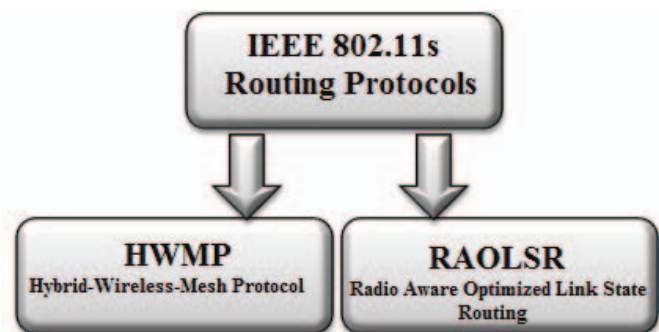 IEEE 802.11s
Routing Protocols
HWMP
Hybrid-Wireless-Mesh Protocol
RAOLSR
Radio Aware Optimized Link State
Routing